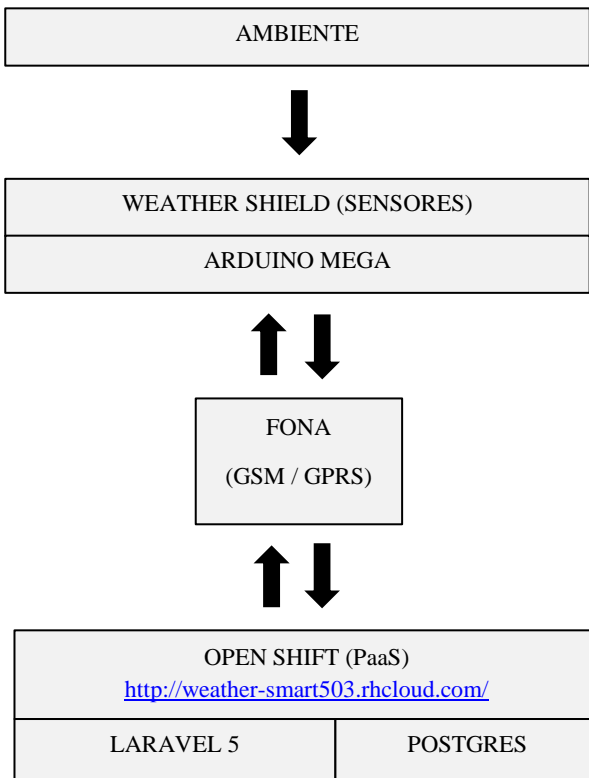 AMBIENTE
WEATHER SHIELD (SENSORES)
ARDUINO MEGA
FONA
(GSM / GPRS)
OPEN SHIFT (PaaS)
http://weather-smart503.rhcloud.com/
LARAVEL 5
POSTGRES